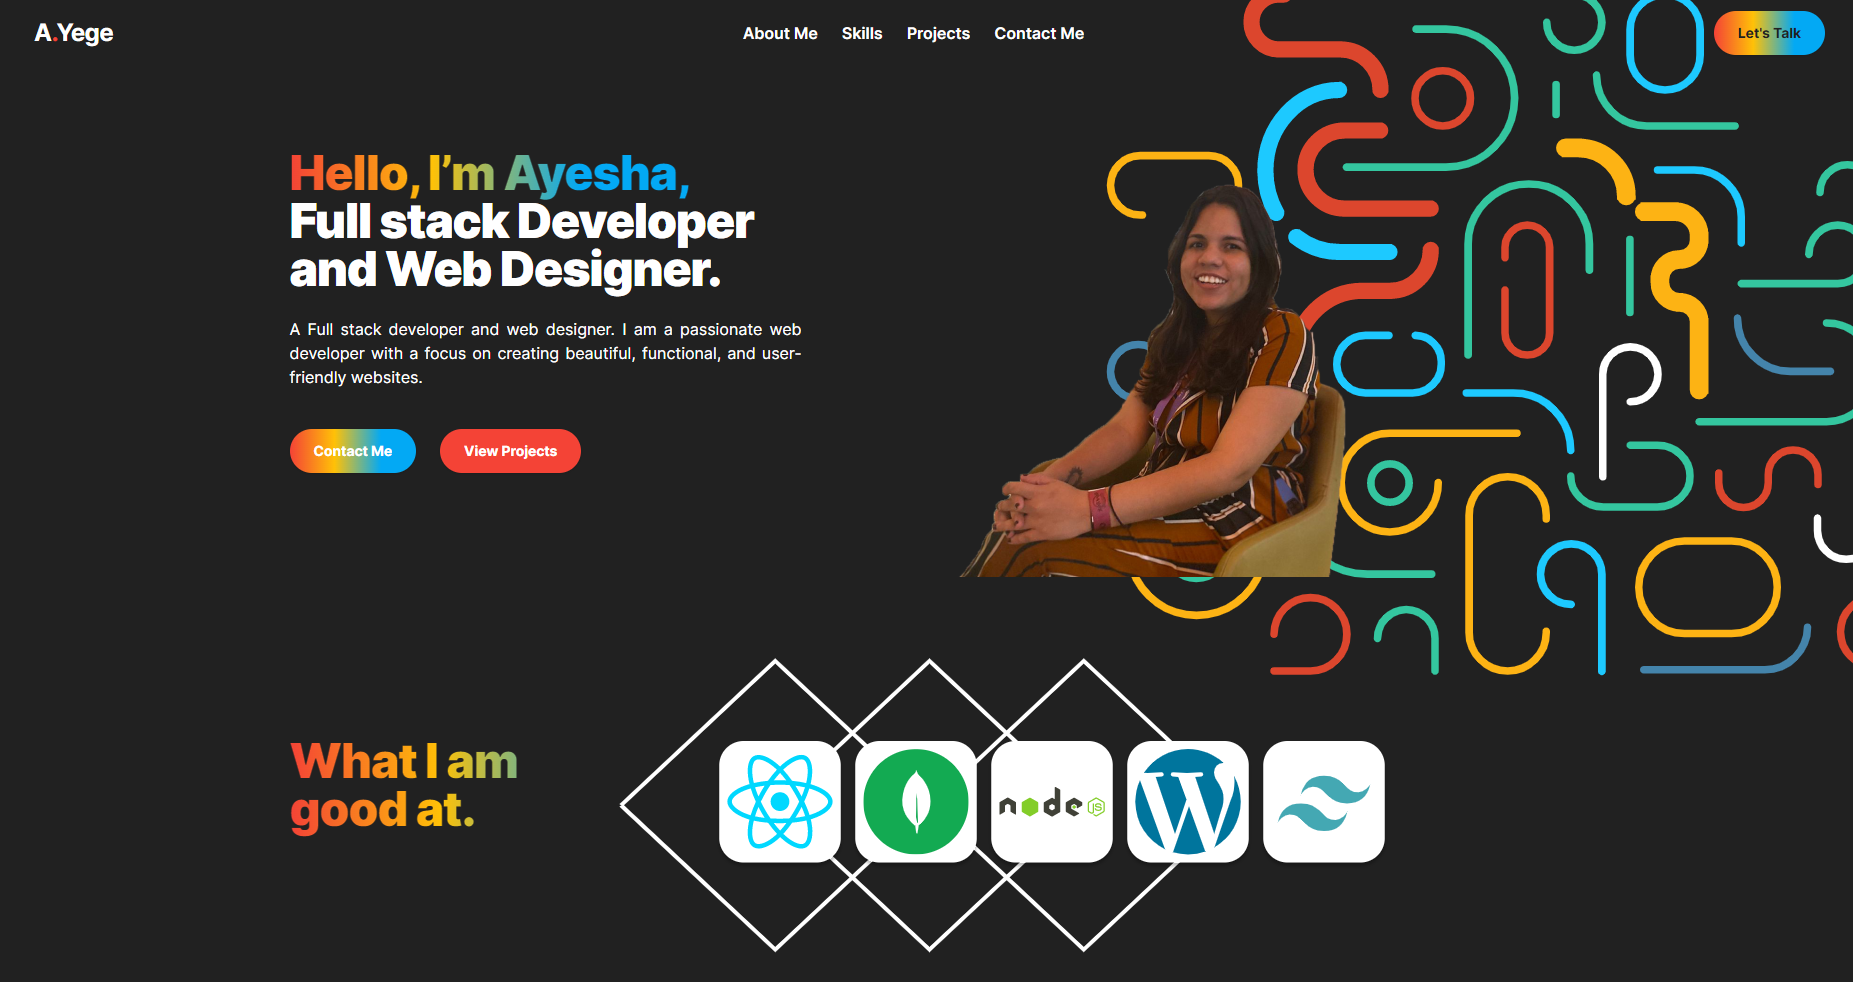 A.Yege
About Me
Skills
Projects
Contact Me
Let's Talk
Hello, I’m Ayesha,
Full stack Developer
and Web Designer.
A Full stack developer and web designer. I am a passionate web
developer with a focus on creating beautiful, functional, and user-
friendly websites.
Contact Me
View Projects
What I am
good at.
node
JS
W